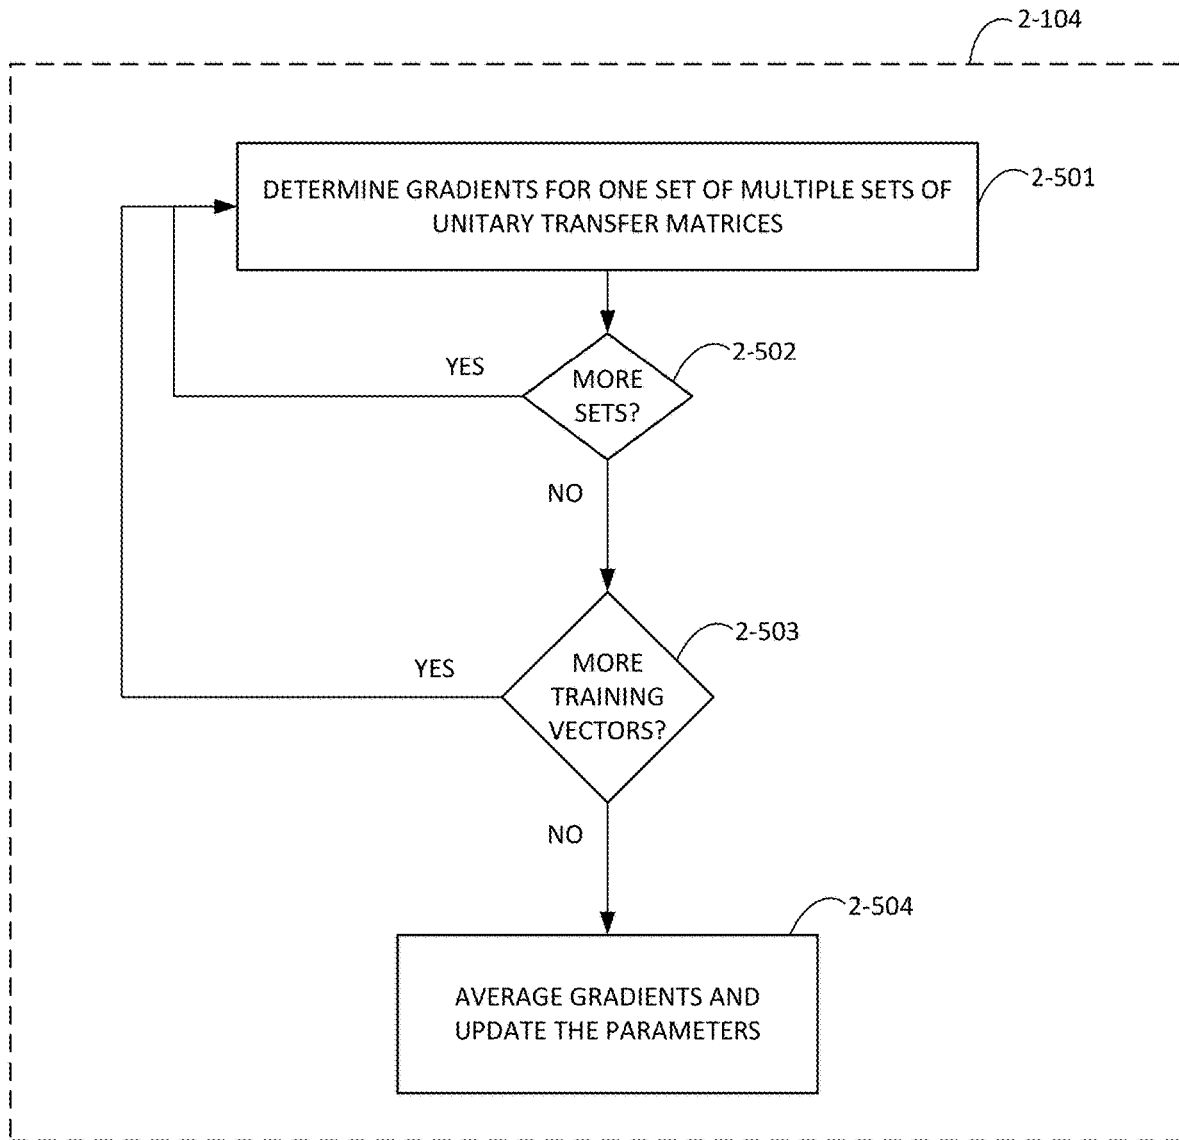 2-104
DETERMINE GRADIENTS FOR ONE SET OF MULTIPLE SETS OF
UNITARY TRANSFER MATRICES
2-501
2-502
YES
MORE
SETS?
NO
2-503
YES
MORE
TRAINING
VECTORS?
NO
2-504
AVERAGE GRADIENTS AND
UPDATE THE PARAMETERS